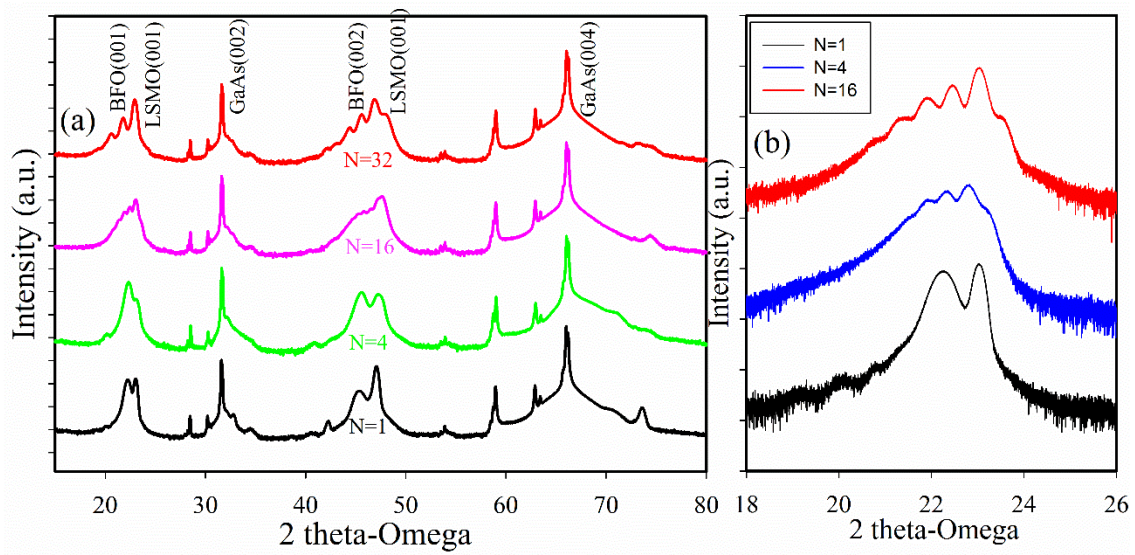 (a)
BFO(001)
LSMO(001)
GaAs(002)
BFO(002)
LSMO(001)
GaAs(004)
N=32
N=16
N=4
N=1
Intensity (a.u.)
20 30 40 50 60 70 80
2 theta-Omega
N=1
N=4
N=16
(b)
Intensity (a.u.)
18 20 22 24 26
2 theta-Omega